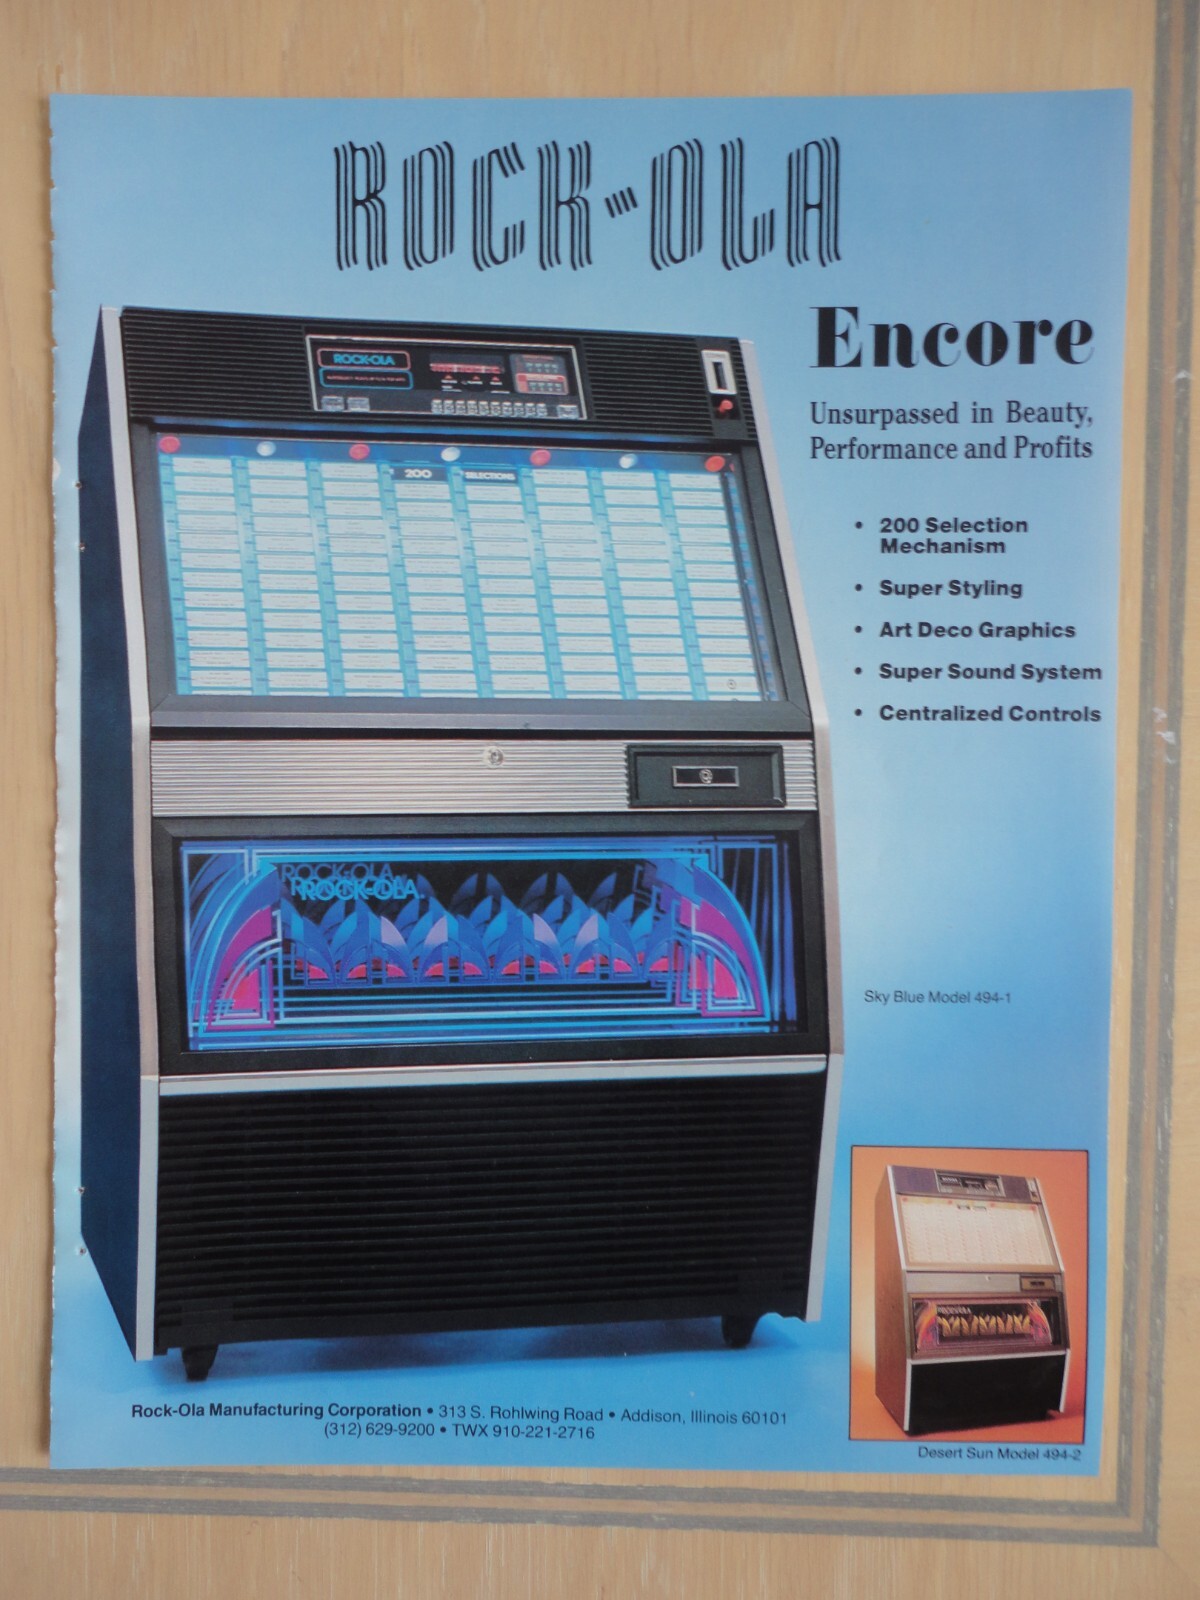 ROCK-OLA
Encore
Unsurpassed in Beauty,
Performance and Profits
• 200 Selection
Mechanism
• Super Styling
• Art Deco Graphics
• Super Sound System
• Centralized Controls
ROCK-OLA
200
SELECTIONS
ROCK-OLA
ROCK-OLA
Sky Blue Model 494-1
ROCK-OLA
Desert Sun Model 494-2
Rock-Ola Manufacturing Corporation • 313 S. Rohlwing Road • Addison, Illinois 60101
(312) 629-9200 • TWX 910-221-2716